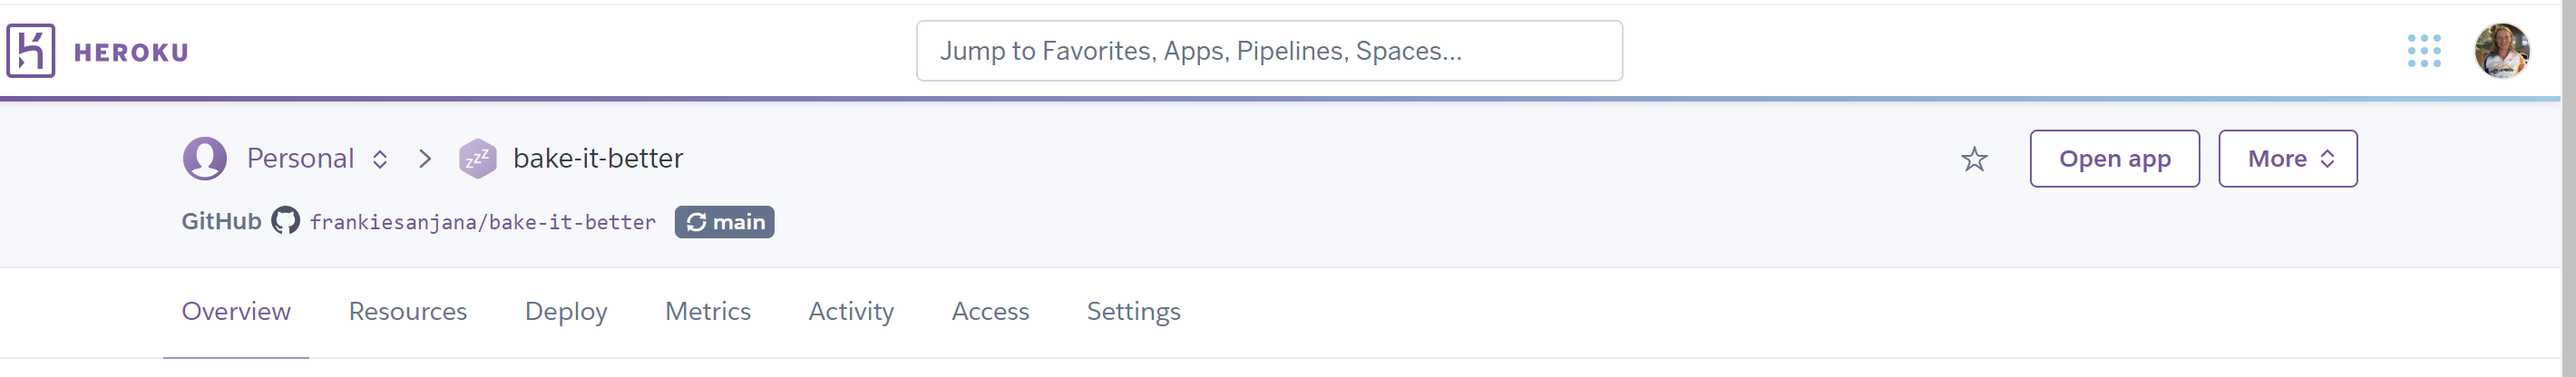 HEROKU
Jump to Favorites, Apps, Pipelines, Spaces...
Personal
zzz
bake-it-better
Open app
More
GitHub frankiesanjana/bake-it-better main
Overview Resources Deploy Metrics Activity Access Settings